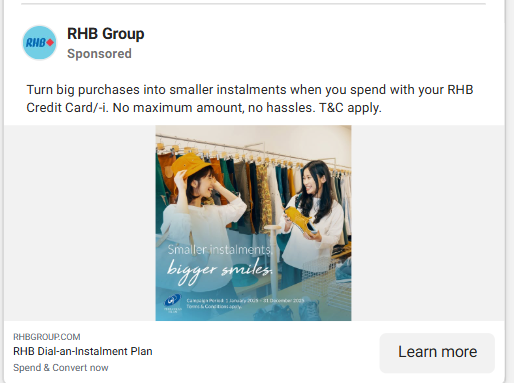 RHB
RHB Group
Sponsored
Turn big purchases into smaller instalments when you spend with your RHB
Credit Card/-i. No maximum amount, no hassles. T&C apply.
Smaller instalments,
bigger smiles.
Campaign Period: 1 January 2025 - 31 December 2025
Terms & Conditions apply.
RHBGROUP.COM
RHB Dial-an-Instalment Plan
Spend & Convert now
Learn more